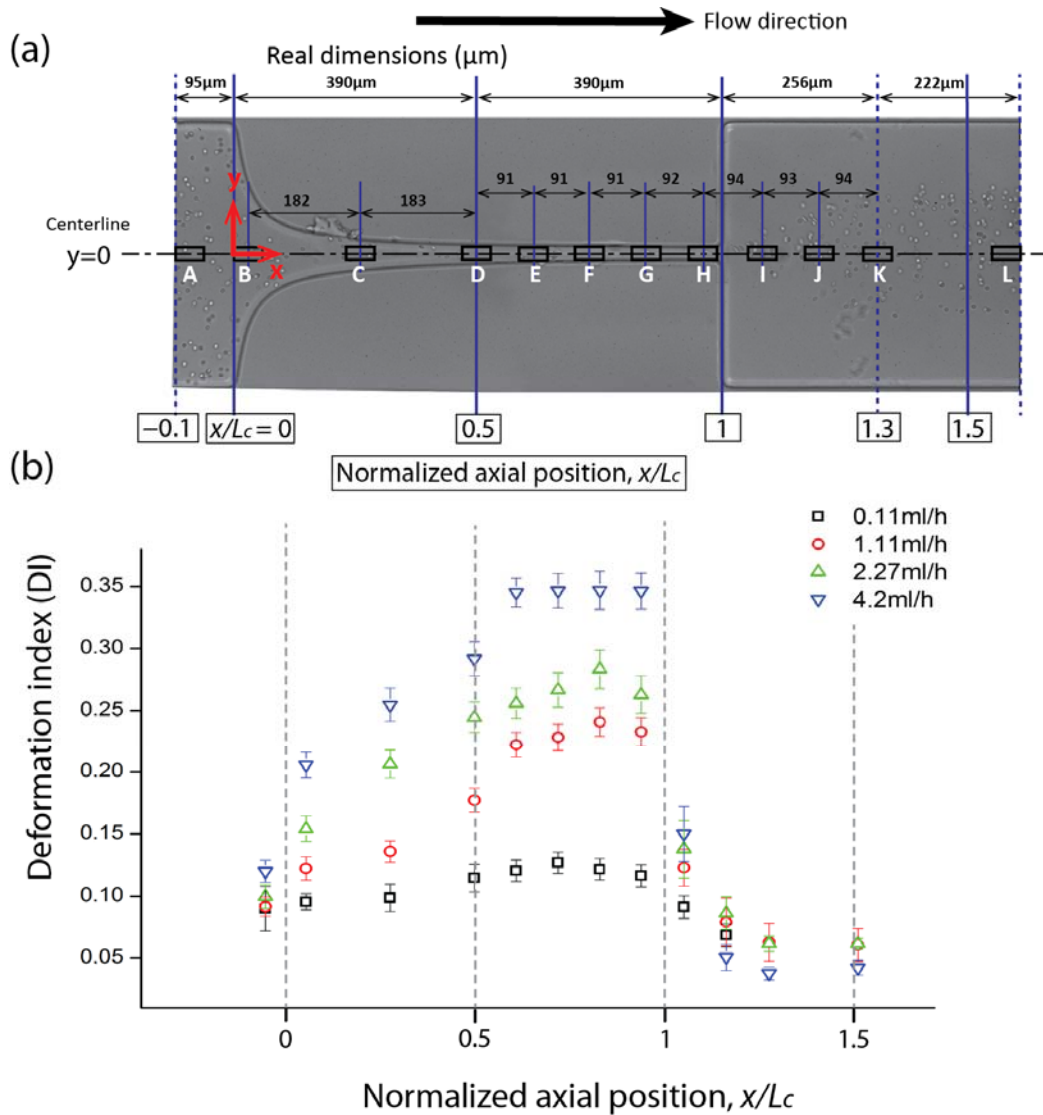 Flow direction
(a)
Real dimensions (μm)
95μm 390μm 390μm 256μm 222μm
y
182 183 91 91 91 92 94 93 94
Centerline
y=0
x
A B C D E F G H I J K L
−0.1 x/Lc = 0 0.5 1 1.3 1.5
Normalized axial position, x/Lc
(b)
0.11ml/h
1.11ml/h
2.27ml/h
4.2ml/h
Deformation index (DI)
0.35
0.30
0.25
0.20
0.15
0.10
0.05
0 0.5 1 1.5
Normalized axial position, x/Lc